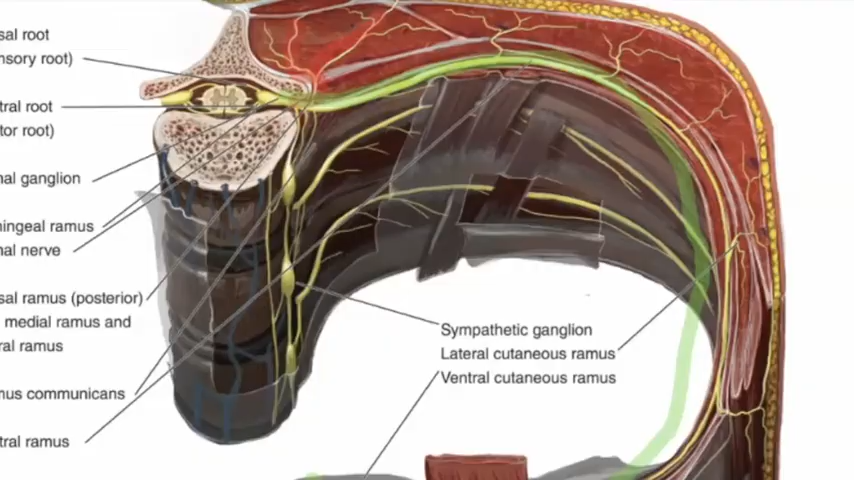 sal root
nsory root)
tral root
tor root)
nal ganglion
ningeal ramus
nal nerve
sal ramus (posterior)
medial ramus and
ral ramus
mus communicans
tral ramus
Sympathetic ganglion
Lateral cutaneous ramus
Ventral cutaneous ramus